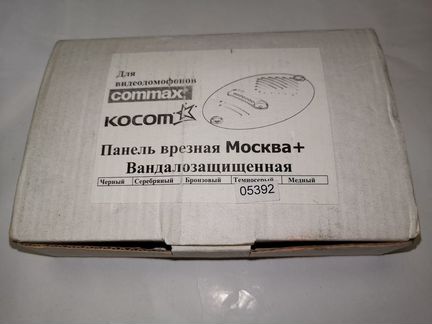 Для
видеодомофонов
commax
KOCOM
Панель врезная Москва+
Вандалозащищенная
Черный Серебряный Бронзовый Темносерый Медный
05392